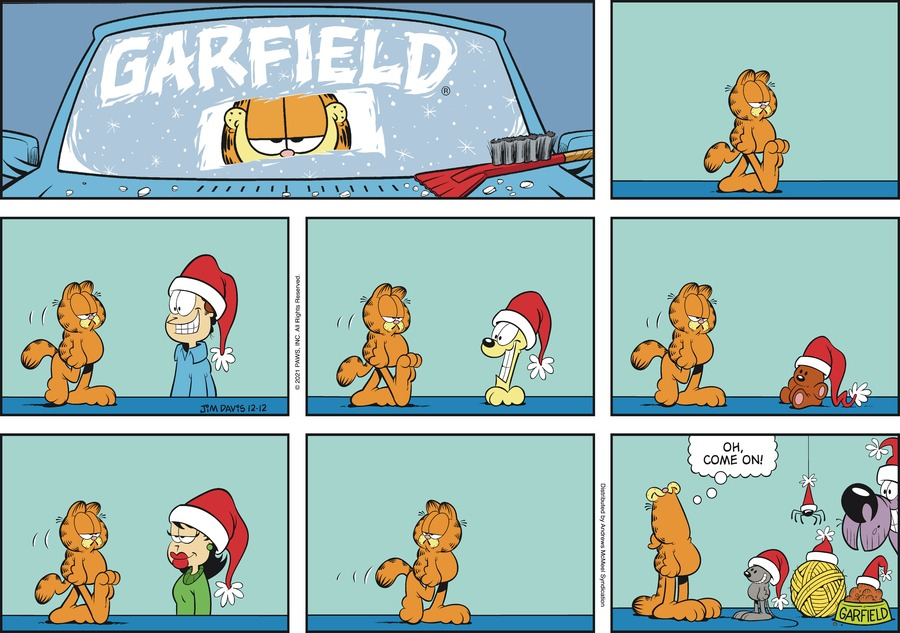 GARFIELD
®
© 2021 PAWS, INC. All Rights Reserved.
JIM DAVIS 12-12
Distributed by Andrews McMeel Syndication
OH,
COME ON!
GARFIELD